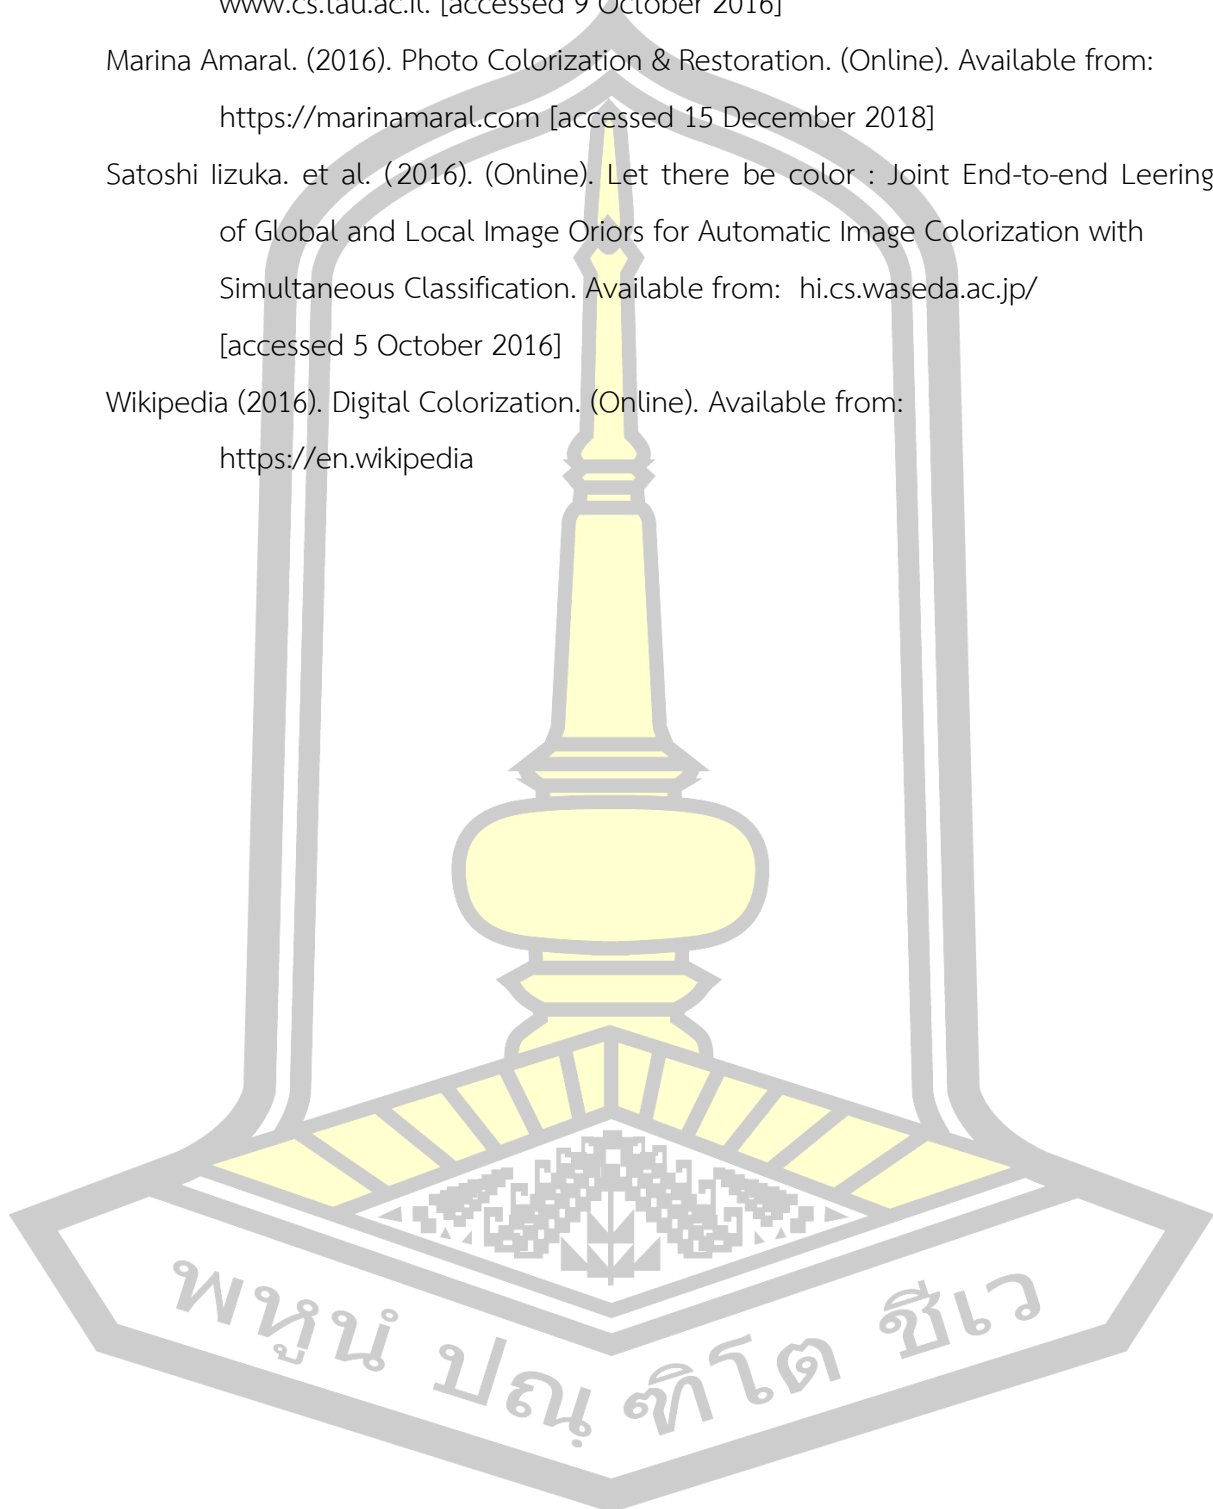 www.cs.tau.ac.il. [accessed 9 October 2016]
Marina Amaral. (2016). Photo Colorization & Restoration. (Online). Available from:
https://marinamaral.com [accessed 15 December 2018]
Satoshi Iizuka. et al. (2016). (Online). Let there be color : Joint End-to-end Leering
of Global and Local Image Oriors for Automatic Image Colorization with
Simultaneous Classification. Available from: hi.cs.waseda.ac.jp/
[accessed 5 October 2016]
Wikipedia (2016). Digital Colorization. (Online). Available from:
https://en.wikipedia
พหูนํ ปณฺฑิโต ชีเว